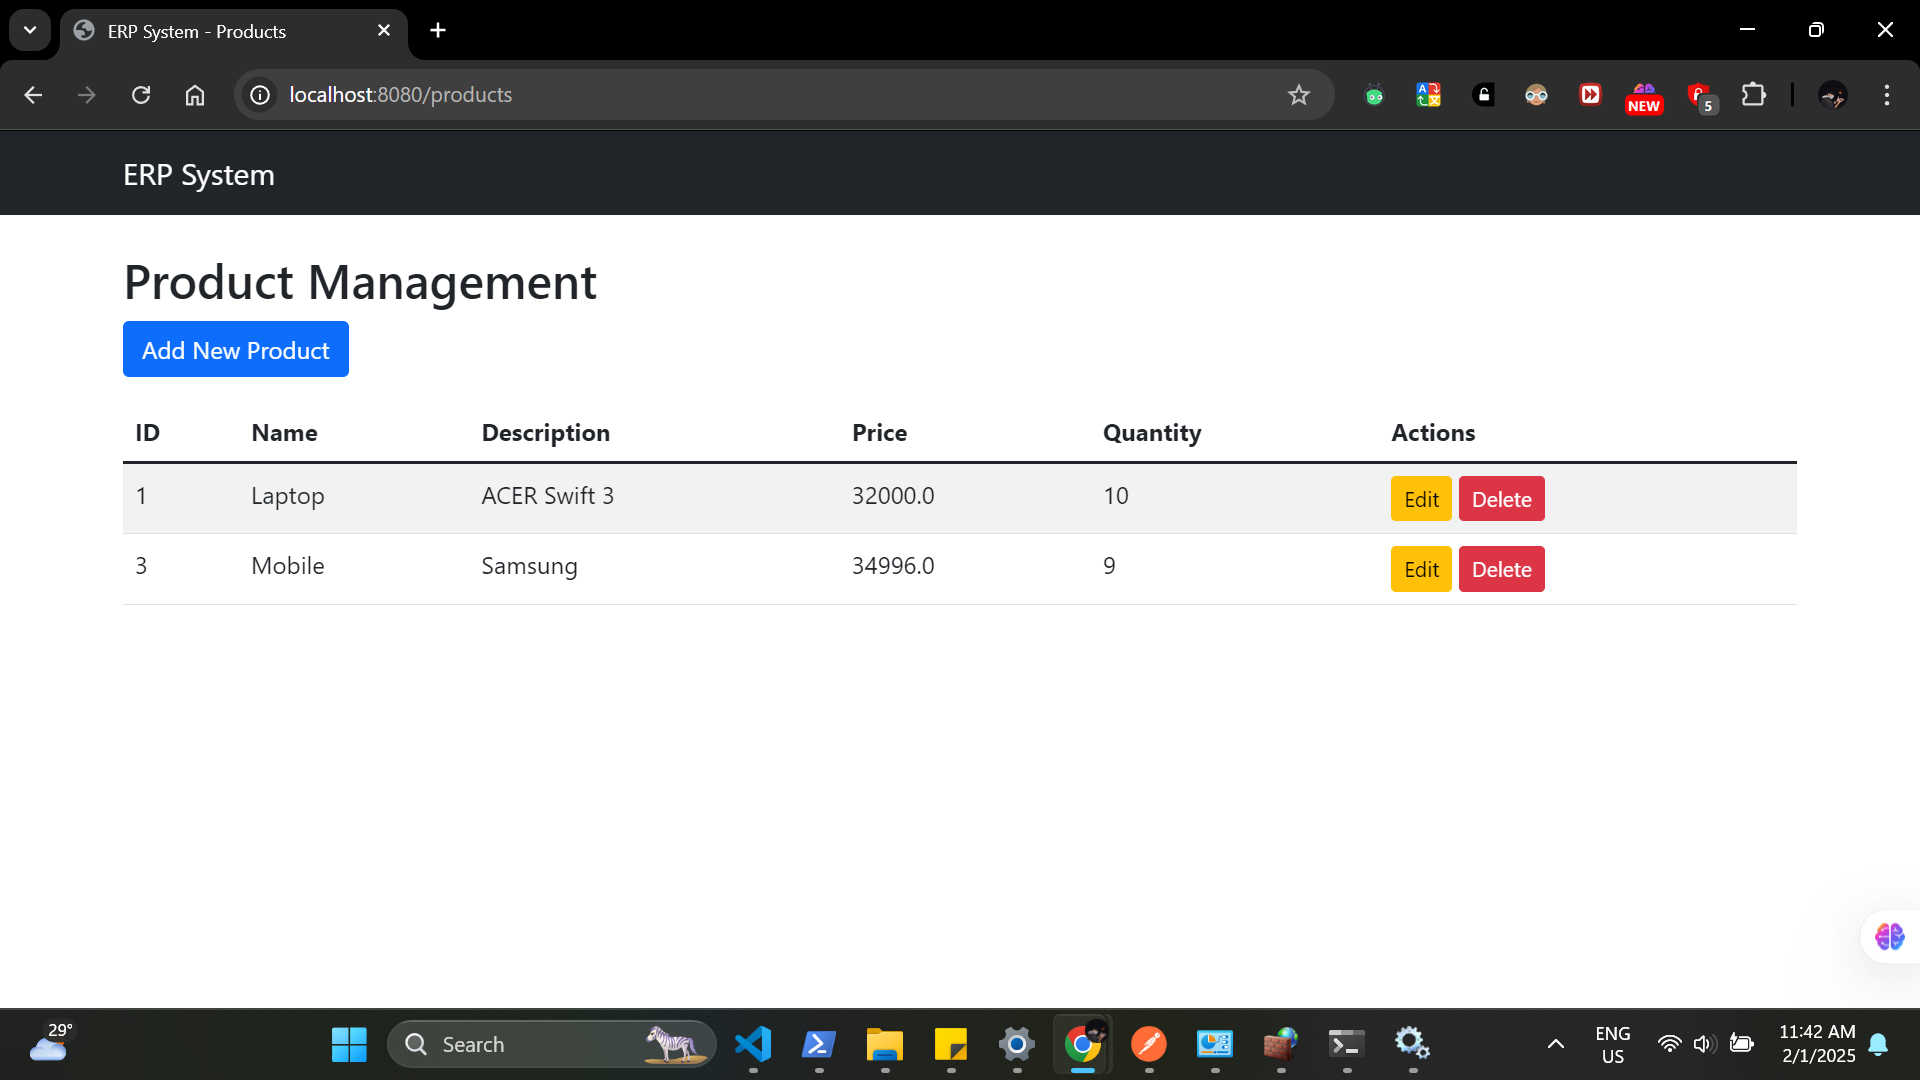 ERP System - Products
localhost:8080/products
NEW
5
ERP System
Product Management
Add New Product
ID Name Description Price Quantity Actions
1 Laptop ACER Swift 3 32000.0 10 Edit Delete
3 Mobile Samsung 34996.0 9 Edit Delete
29°
Search
ENG
US
11:42 AM
2/1/2025